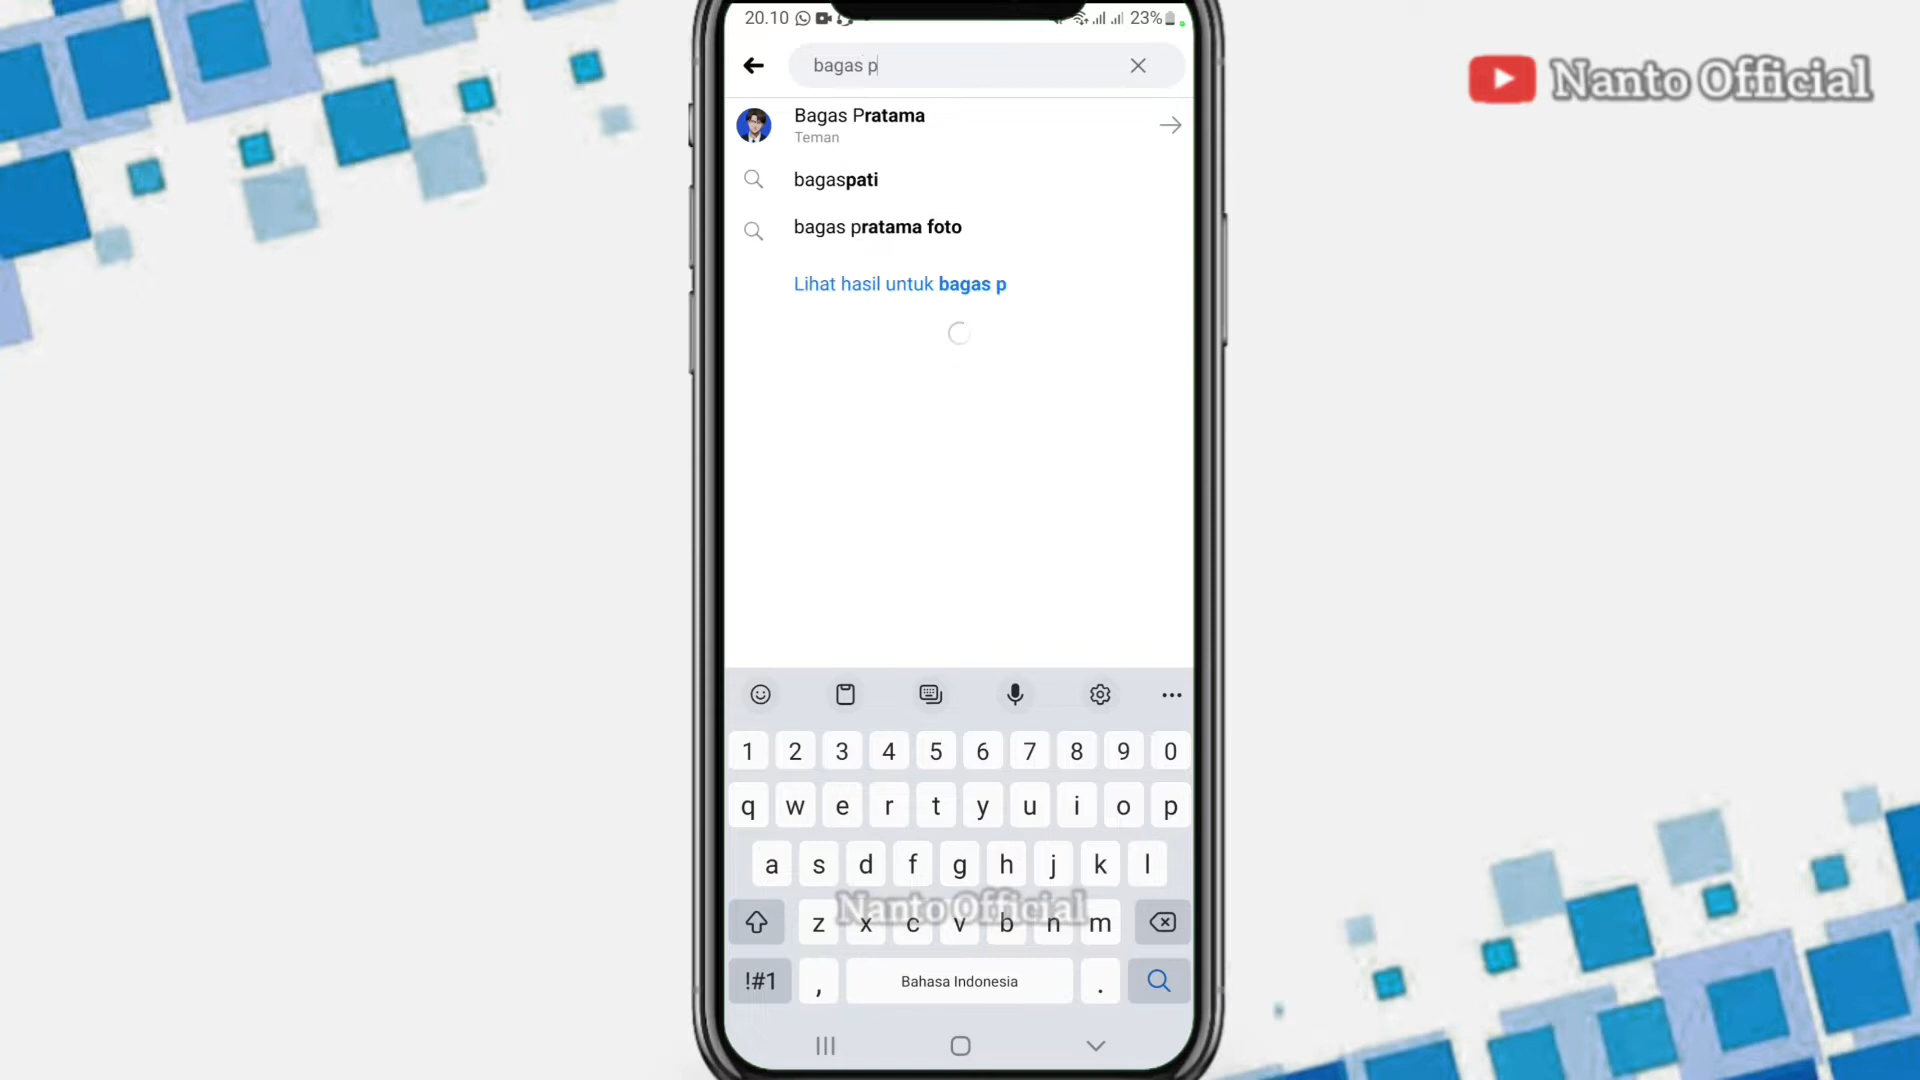 20.10 23%
Nanto Official
bagas p
Bagas Pratama
Teman
bagaspati
bagas pratama foto
Lihat hasil untuk bagas p
1 2 3 4 5 6 7 8 9 0
q w e r t y u i o p
a s d f g h j k l
Nanto Official
z x c v b n m
!#1 , Bahasa Indonesia .